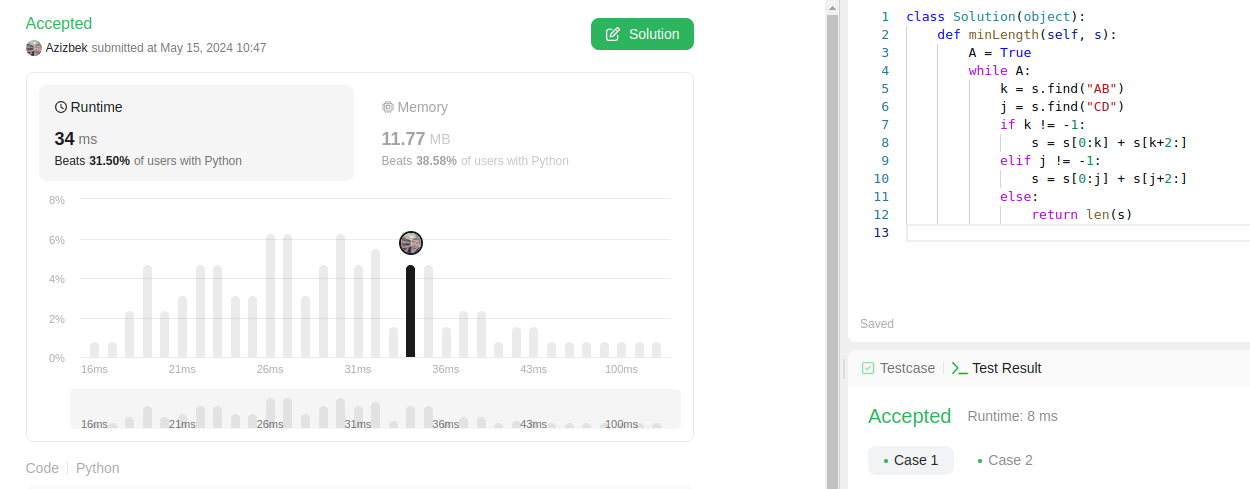 Accepted
Azizbek submitted at May 15, 2024 10:47
Solution
Runtime
34 ms
Beats 31.50% of users with Python
Memory
11.77 MB
Beats 38.58% of users with Python
8%
6%
4%
2%
0%
16ms 21ms 26ms 31ms 36ms 43ms 100ms
16ms 21ms 26ms 31ms 36ms 43ms 100ms
Code Python
1 class Solution(object):
2     def minLength(self, s):
3         A = True
4         while A:
5             k = s.find("AB")
6             j = s.find("CD")
7             if k != -1:
8                 s = s[0:k] + s[k+2:]
9             elif j != -1:
10                 s = s[0:j] + s[j+2:]
11             else:
12                 return len(s)
13
Saved
Testcase Test Result
Accepted Runtime: 8 ms
Case 1 Case 2